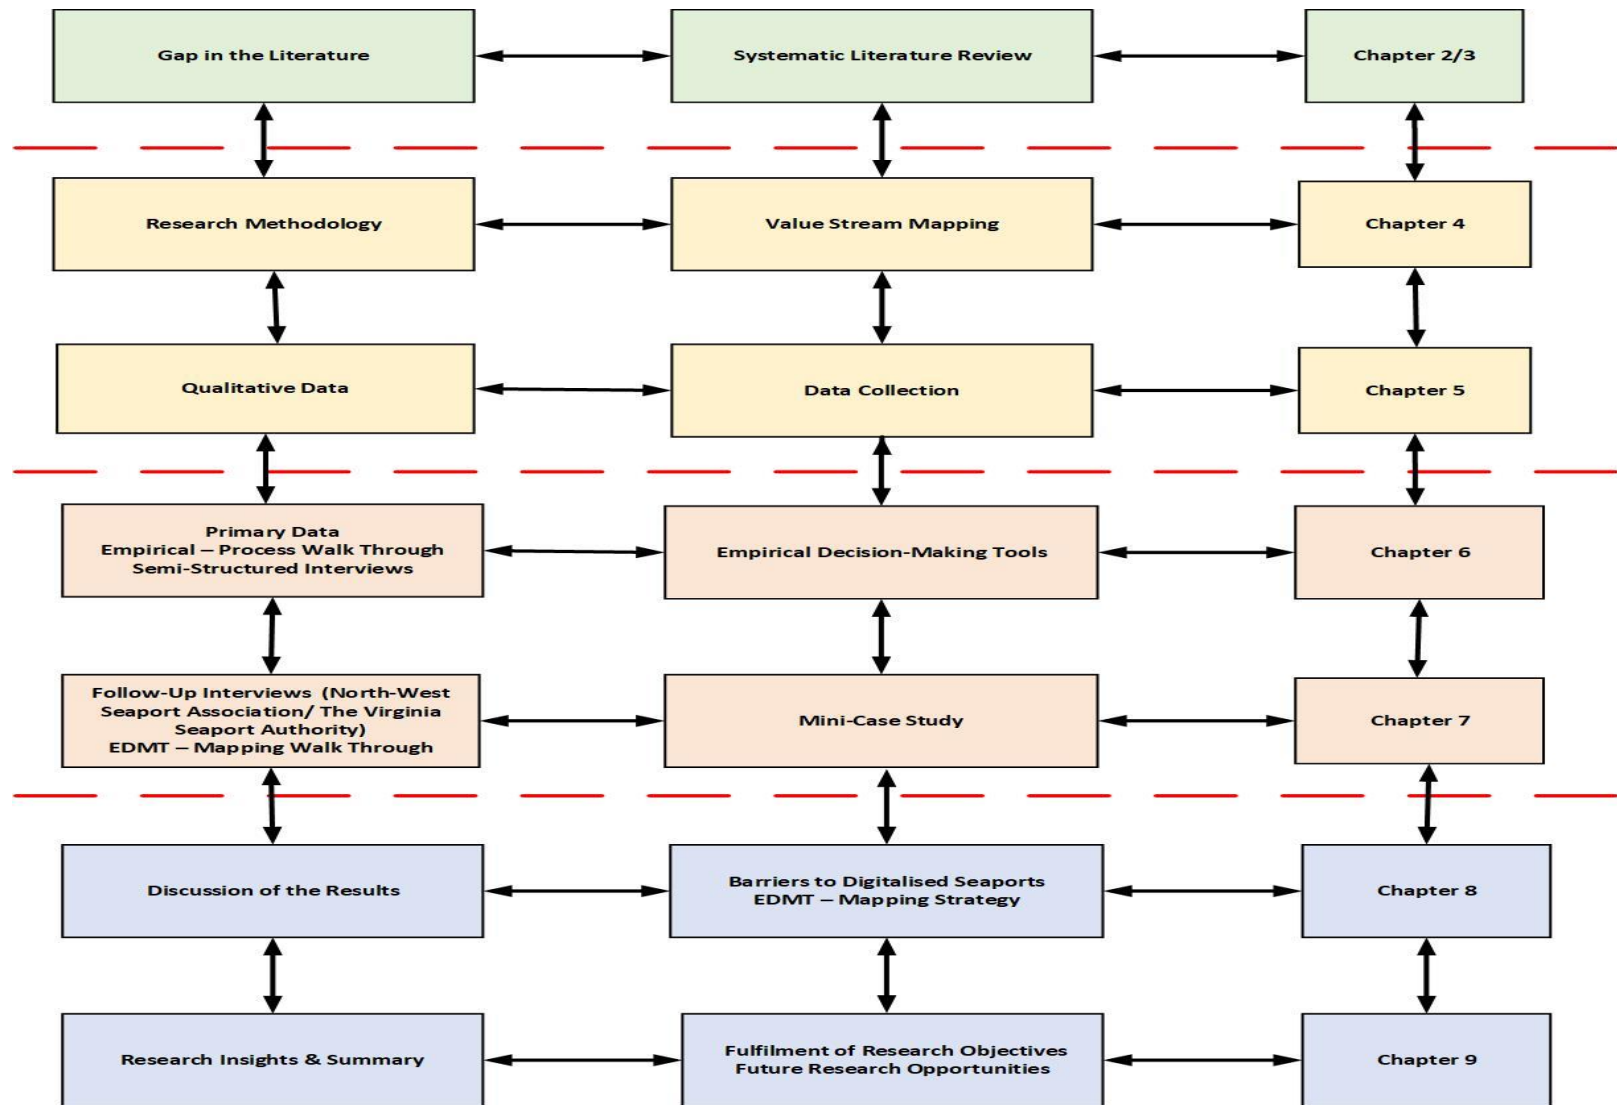 Gap in the Literature
Systematic Literature Review
Chapter 2/3
Research Methodology
Value Stream Mapping
Chapter 4
Qualitative Data
Data Collection
Chapter 5
Primary Data
Empirical – Process Walk Through
Semi-Structured Interviews
Empirical Decision-Making Tools
Chapter 6
Follow-Up Interviews (North-West
Seaport Association/ The Virginia
Seaport Authority)
EDMT – Mapping Walk Through
Mini-Case Study
Chapter 7
Discussion of the Results
Barriers to Digitalised Seaports
EDMT – Mapping Strategy
Chapter 8
Research Insights & Summary
Fulfilment of Research Objectives
Future Research Opportunities
Chapter 9